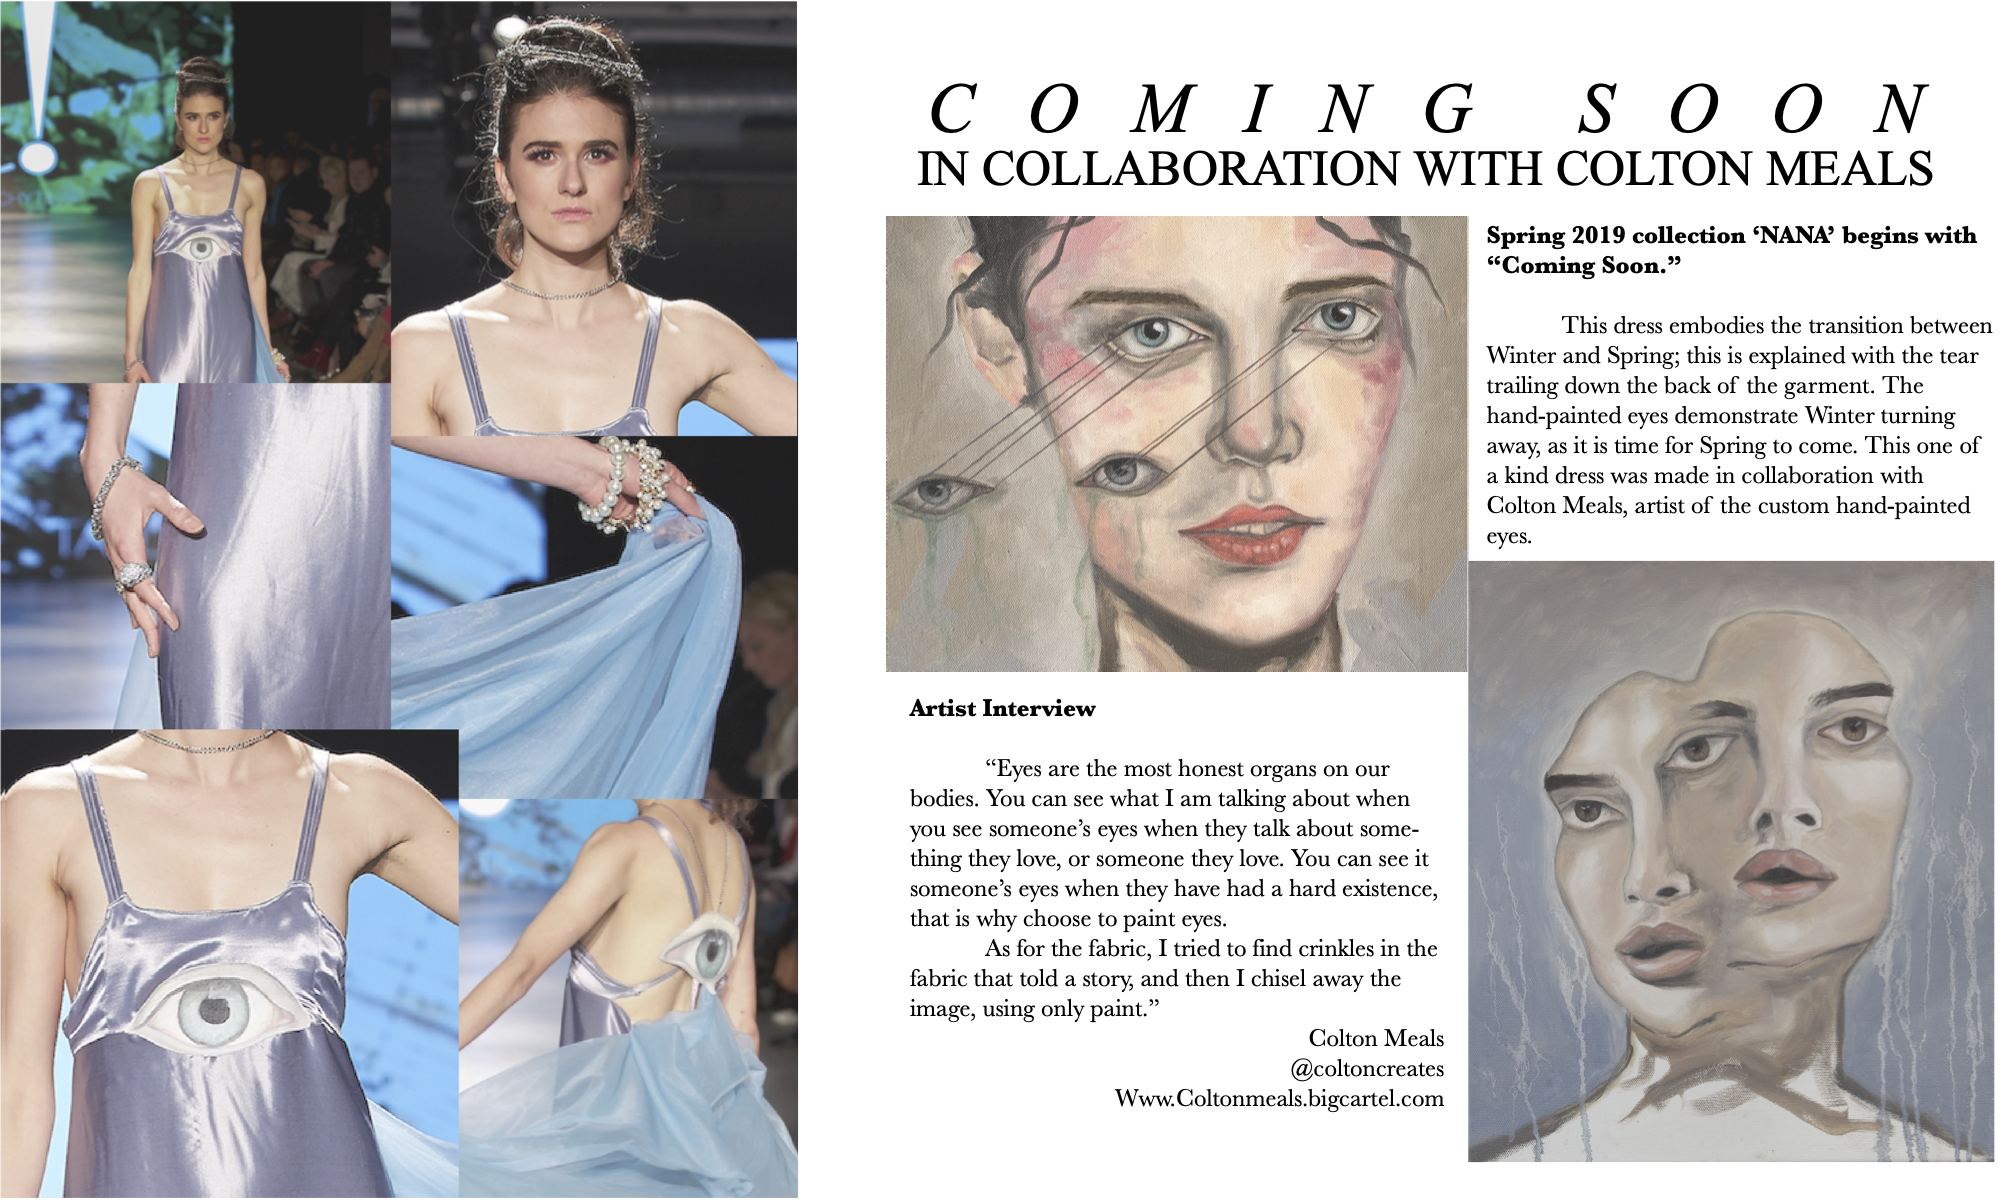 COMING SOON
IN COLLABORATION WITH COLTON MEALS
Spring 2019 collection ‘NANA’ begins with
“Coming Soon.”
This dress embodies the transition between
Winter and Spring; this is explained with the tear
trailing down the back of the garment. The
hand-painted eyes demonstrate Winter turning
away, as it is time for Spring to come. This one of
a kind dress was made in collaboration with
Colton Meals, artist of the custom hand-painted
eyes.
Artist Interview
“Eyes are the most honest organs on our
bodies. You can see what I am talking about when
you see someone’s eyes when they talk about some-
thing they love, or someone they love. You can see it
someone’s eyes when they have had a hard existence,
that is why choose to paint eyes.
As for the fabric, I tried to find crinkles in the
fabric that told a story, and then I chisel away the
image, using only paint.”
Colton Meals
@coltoncreates
Www.Coltonmeals.bigcartel.com